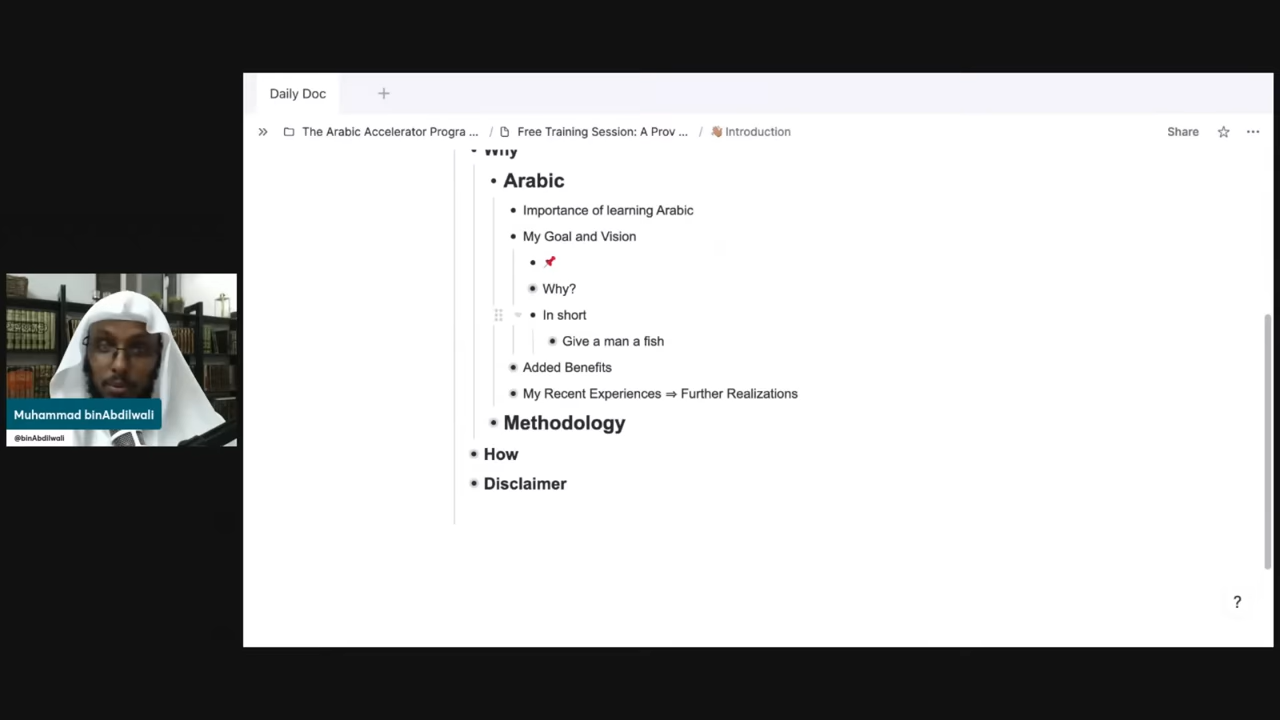 Daily Doc
The Arabic Accelerator Progra ... / Free Training Session: A Prov ... / Introduction
Share
Why
Arabic
Importance of learning Arabic
My Goal and Vision
Why?
In short
Give a man a fish
Added Benefits
My Recent Experiences ⇒ Further Realizations
Methodology
How
Disclaimer
Muhammad binAbdilwali
@binAbdilwali
?